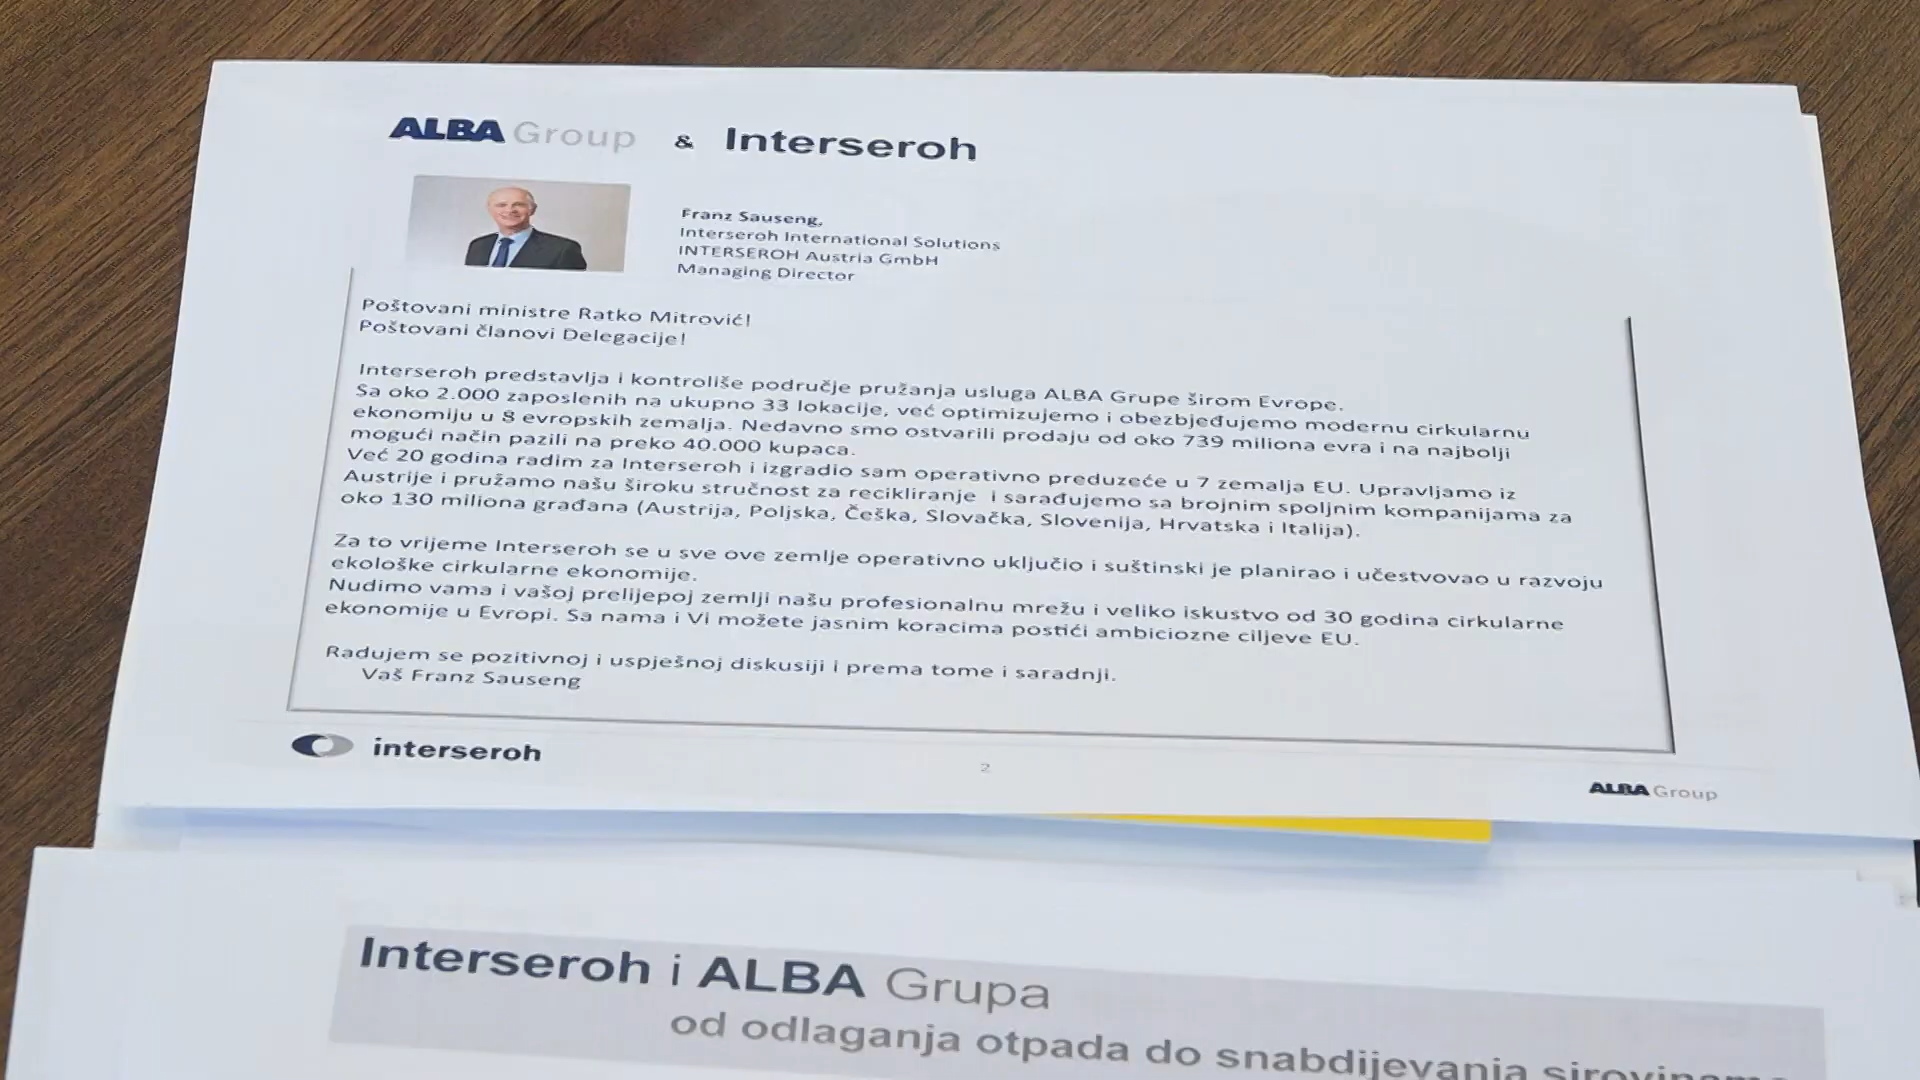 ALBA Group & Interseroh
Franz Sauseng,
Interseroh International Solutions
INTERSEROH Austria GmbH
Managing Director
Poštovani ministre Ratko Mitrović!
Poštovani članovi Delegacije!
Interseroh predstavlja i kontroliše područje pružanja usluga ALBA Grupe širom Evrope.
Sa oko 2.000 zaposlenih na ukupno 33 lokacije, već optimizujemo i obezbjeđujemo modernu cirkularnu
ekonomiju u 8 evropskih zemalja. Nedavno smo ostvarili prodaju od oko 739 miliona evra i na najbolji
mogući način pazili na preko 40.000 kupaca.
Već 20 godina radim za Interseroh i izgradio sam operativno preduzeće u 7 zemalja EU. Upravljamo iz
Austrije i pružamo našu široku stručnost za recikliranje i sarađujemo sa brojnim spoljnim kompanijama za
oko 130 miliona građana (Austrija, Poljska, Češka, Slovačka, Slovenija, Hrvatska i Italija).
Za to vrijeme Interseroh se u sve ove zemlje operativno uključio i suštinski je planirao i učestvovao u razvoju
ekološke cirkularne ekonomije.
Nudimo vama i vašoj prelijepoj zemlji našu profesionalnu mrežu i veliko iskustvo od 30 godina cirkularne
ekonomije u Evropi. Sa nama i Vi možete jasnim koracima postići ambiciozne ciljeve EU.
Radujem se pozitivnoj i uspješnoj diskusiji i prema tome i saradnji.
Vaš Franz Sauseng
interseroh
2
ALBA Group
Interseroh i ALBA Grupa
od odlaganja otpada do snabdijevanja sirovinama